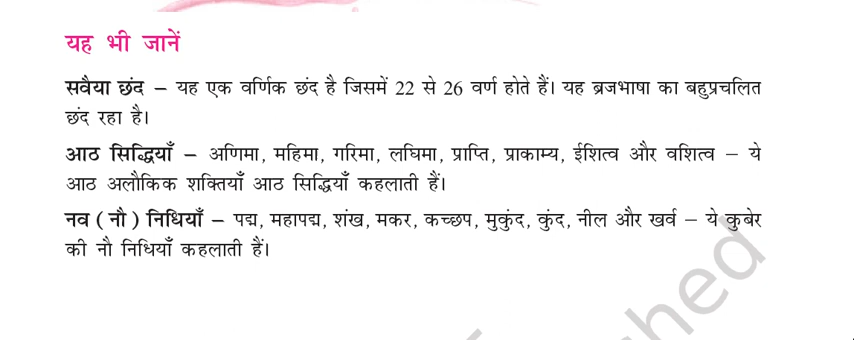 यह भी जानें
सवैया छंद – यह एक वर्णिक छंद है जिसमें 22 से 26 वर्ण होते हैं। यह ब्रजभाषा का बहुप्रचलित
छंद रहा है।
आठ सिद्धियाँ – अणिमा, महिमा, गरिमा, लघिमा, प्राप्ति, प्राकाम्य, ईशित्व और वशित्व – ये
आठ अलौकिक शक्तियाँ आठ सिद्धियाँ कहलाती हैं।
नव ( नौ ) निधियाँ – पद्म, महापद्म, शंख, मकर, कच्छप, मुकुंद, कुंद, नील और खर्व – ये कुबेर
की नौ निधियाँ कहलाती हैं।